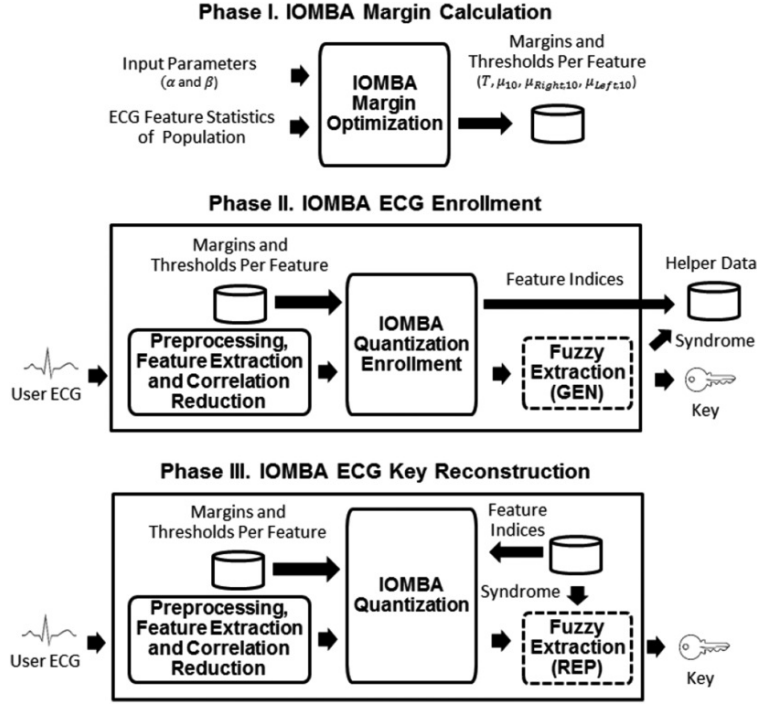 Phase I. IOMBA Margin Calculation
Input Parameters
(α and β)
ECG Feature Statistics
of Population
IOMBA
Margin
Optimization
Margins and
Thresholds Per Feature
(T, μ10, μRight,10, μLeft,10)
Phase II. IOMBA ECG Enrollment
User ECG
Margins and
Thresholds Per Feature
Preprocessing,
Feature Extraction
and Correlation
Reduction
IOMBA
Quantization
Enrollment
Feature Indices
Fuzzy
Extraction
(GEN)
Helper Data
Syndrome
Key
Phase III. IOMBA ECG Key Reconstruction
User ECG
Margins and
Thresholds Per Feature
Preprocessing,
Feature Extraction
and Correlation
Reduction
IOMBA
Quantization
Feature
Indices
Syndrome
Fuzzy
Extraction
(REP)
Key